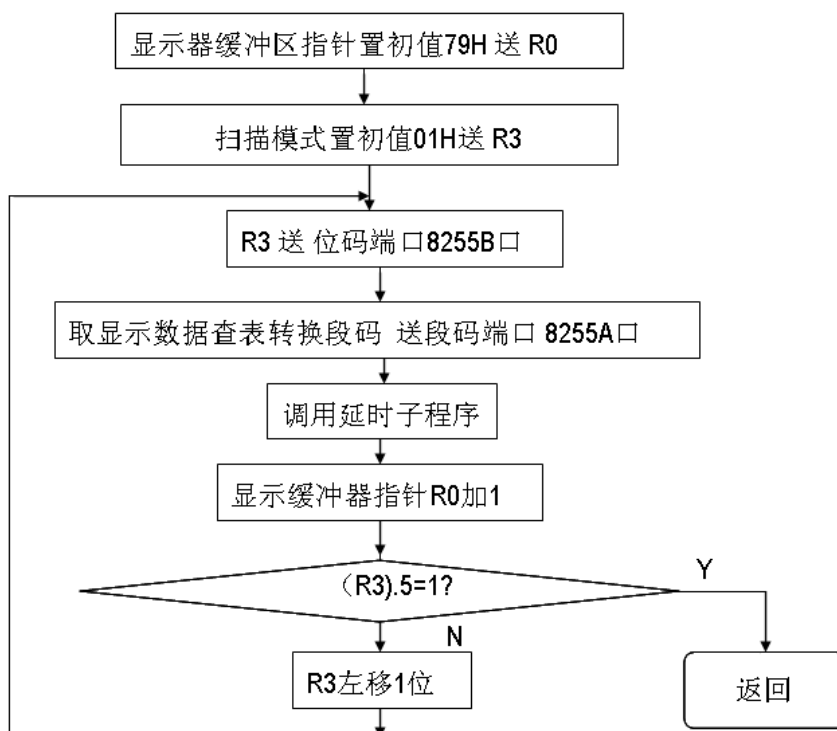 显示器缓冲区指针置初值79H 送 R0
扫描模式置初值01H送 R3
R3 送 位码端口8255B口
取显示数据查表转换段码 送段码端口 8255A口
调用延时子程序
显示缓冲器指针R0加1
（R3).5=1?
Y
N
R3左移1位
返回